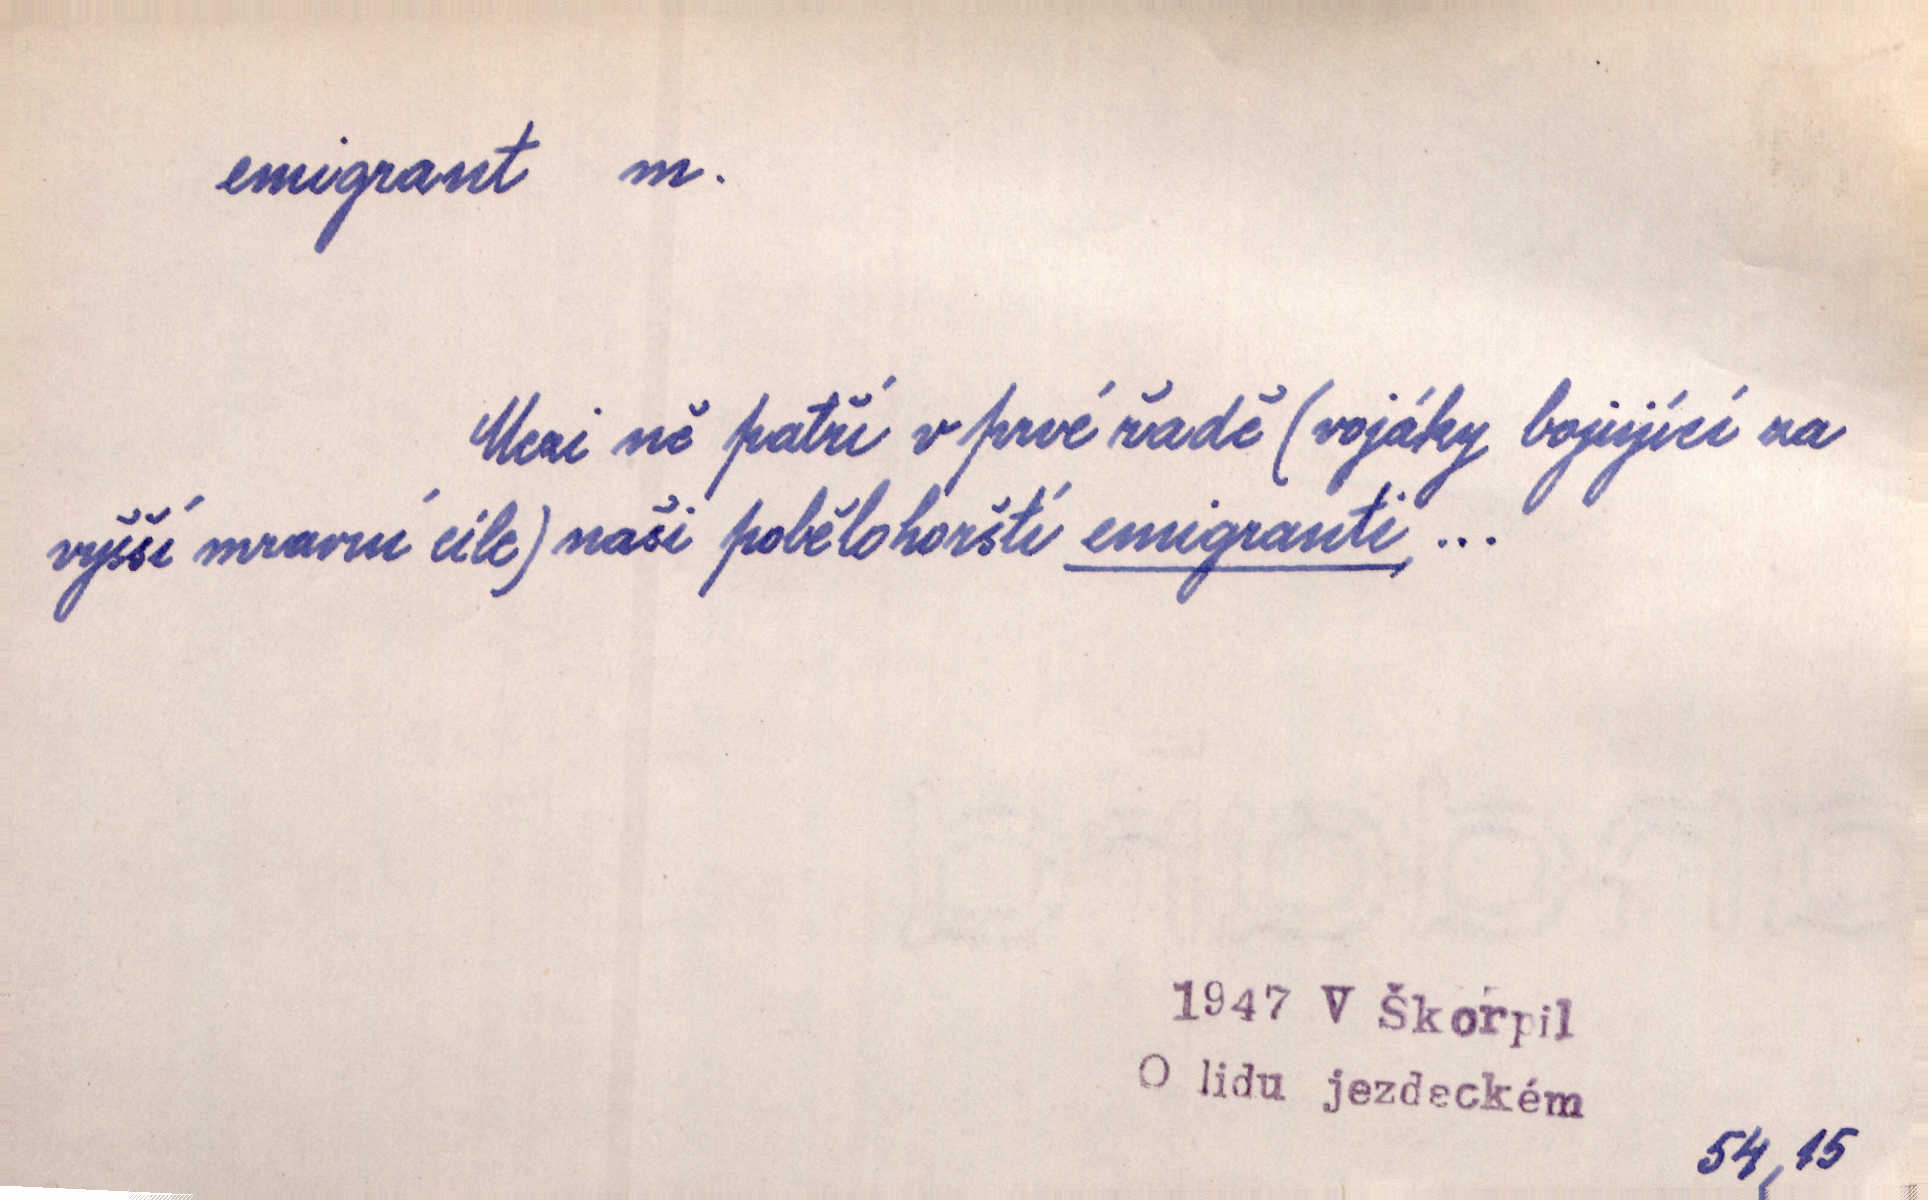 emigrant m.
Mezi ně patří v prvé řadě (vojáky bojující za
vyšší mravní cíle) naši pobělohorští emigranti, ...
1947 V Škorpil
O lidu jezdeckém
54,15